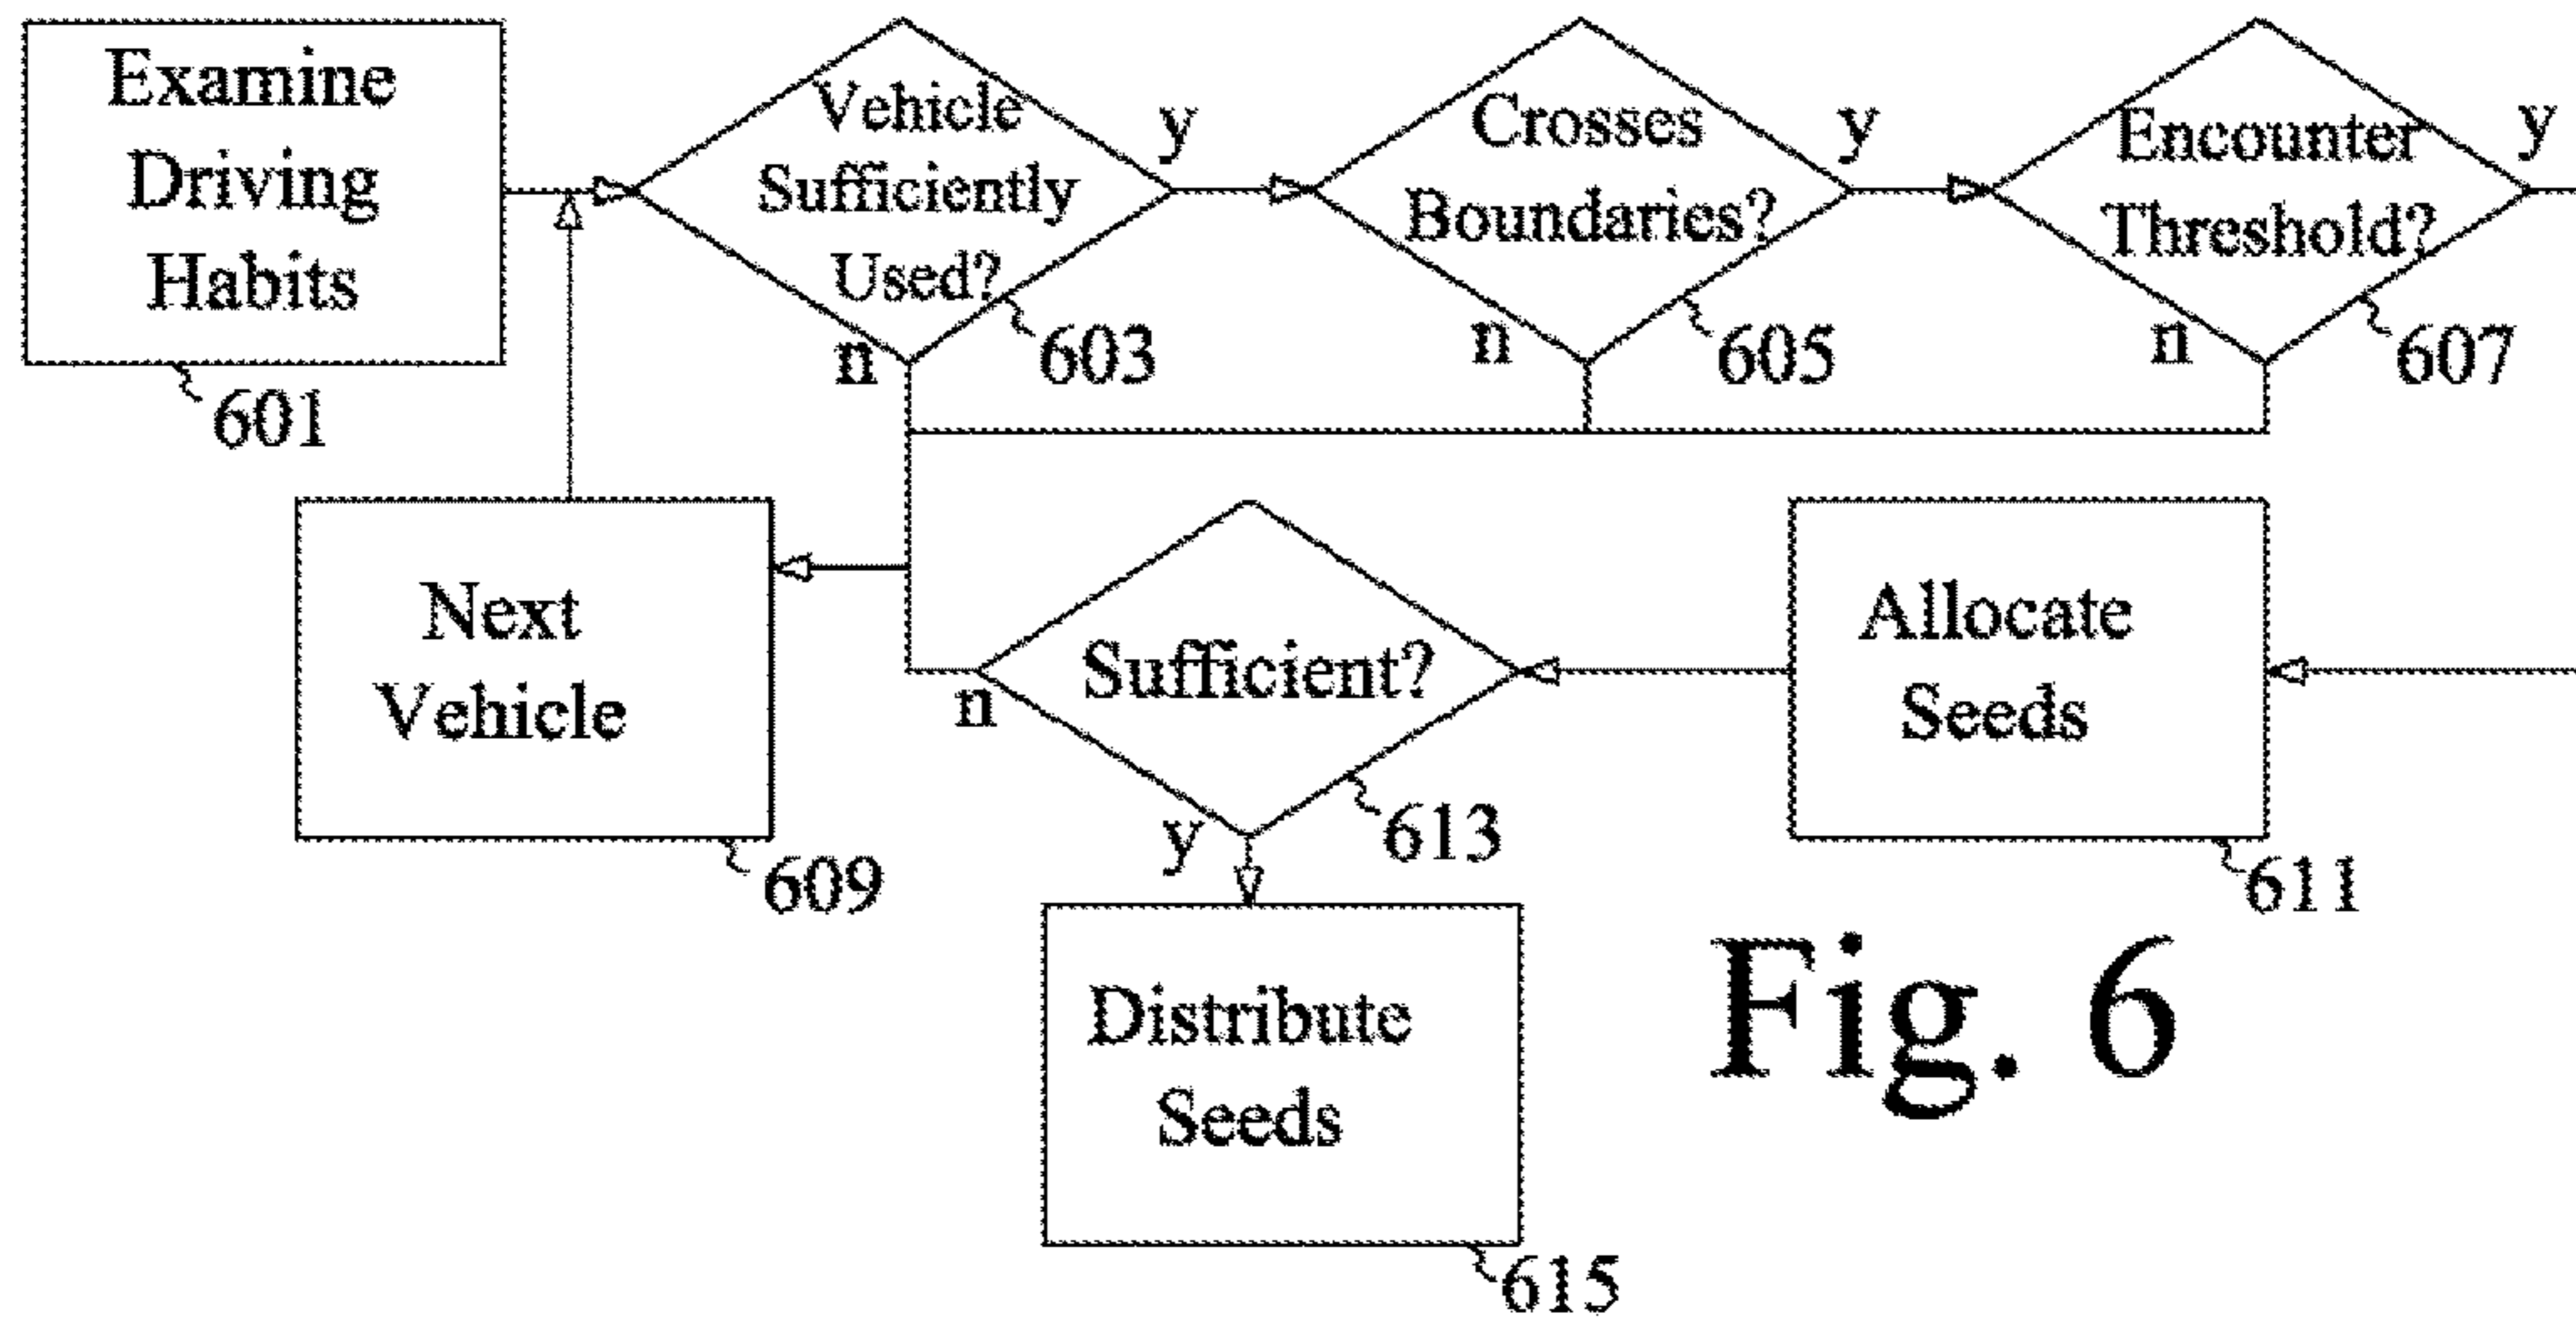 Examine
Driving
Habits
601
Vehicle
Sufficiently
Used?
y
n
603
Crosses
Boundaries?
y
n
605
Encounter
Threshold?
y
n
607
Next
Vehicle
609
Sufficient?
n
y
613
Allocate
Seeds
611
Distribute
Seeds
615
Fig. 6